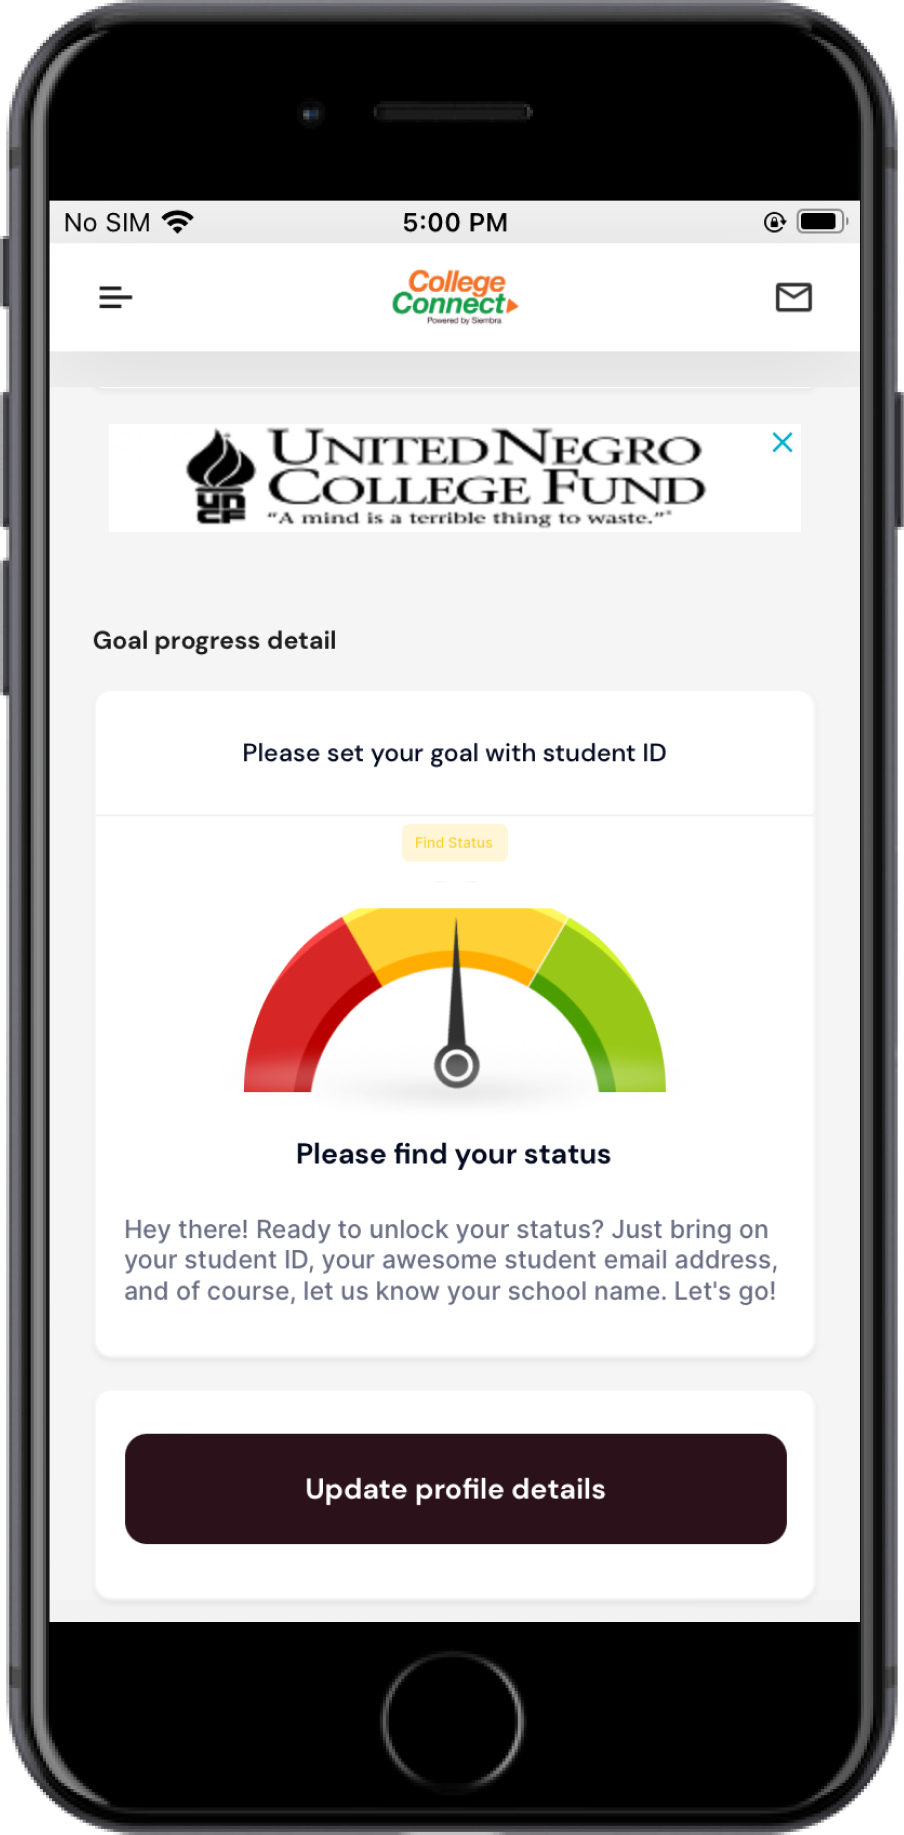 No SIM 5:00 PM
College
Connect
Powered by Siembra
UNITED NEGRO
COLLEGE FUND
UNCF
"A mind is a terrible thing to waste."®
Goal progress detail
Please set your goal with student ID
Find Status
Please find your status
Hey there! Ready to unlock your status? Just bring on
your student ID, your awesome student email address,
and of course, let us know your school name. Let's go!
Update profile details